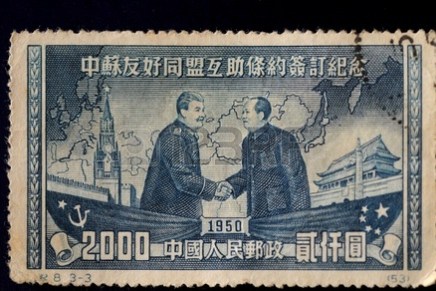 中蘇友好同盟互助條約簽訂紀念
1950
2000 中國人民郵政 貳仟圓
紀 8. 3-3
(53)